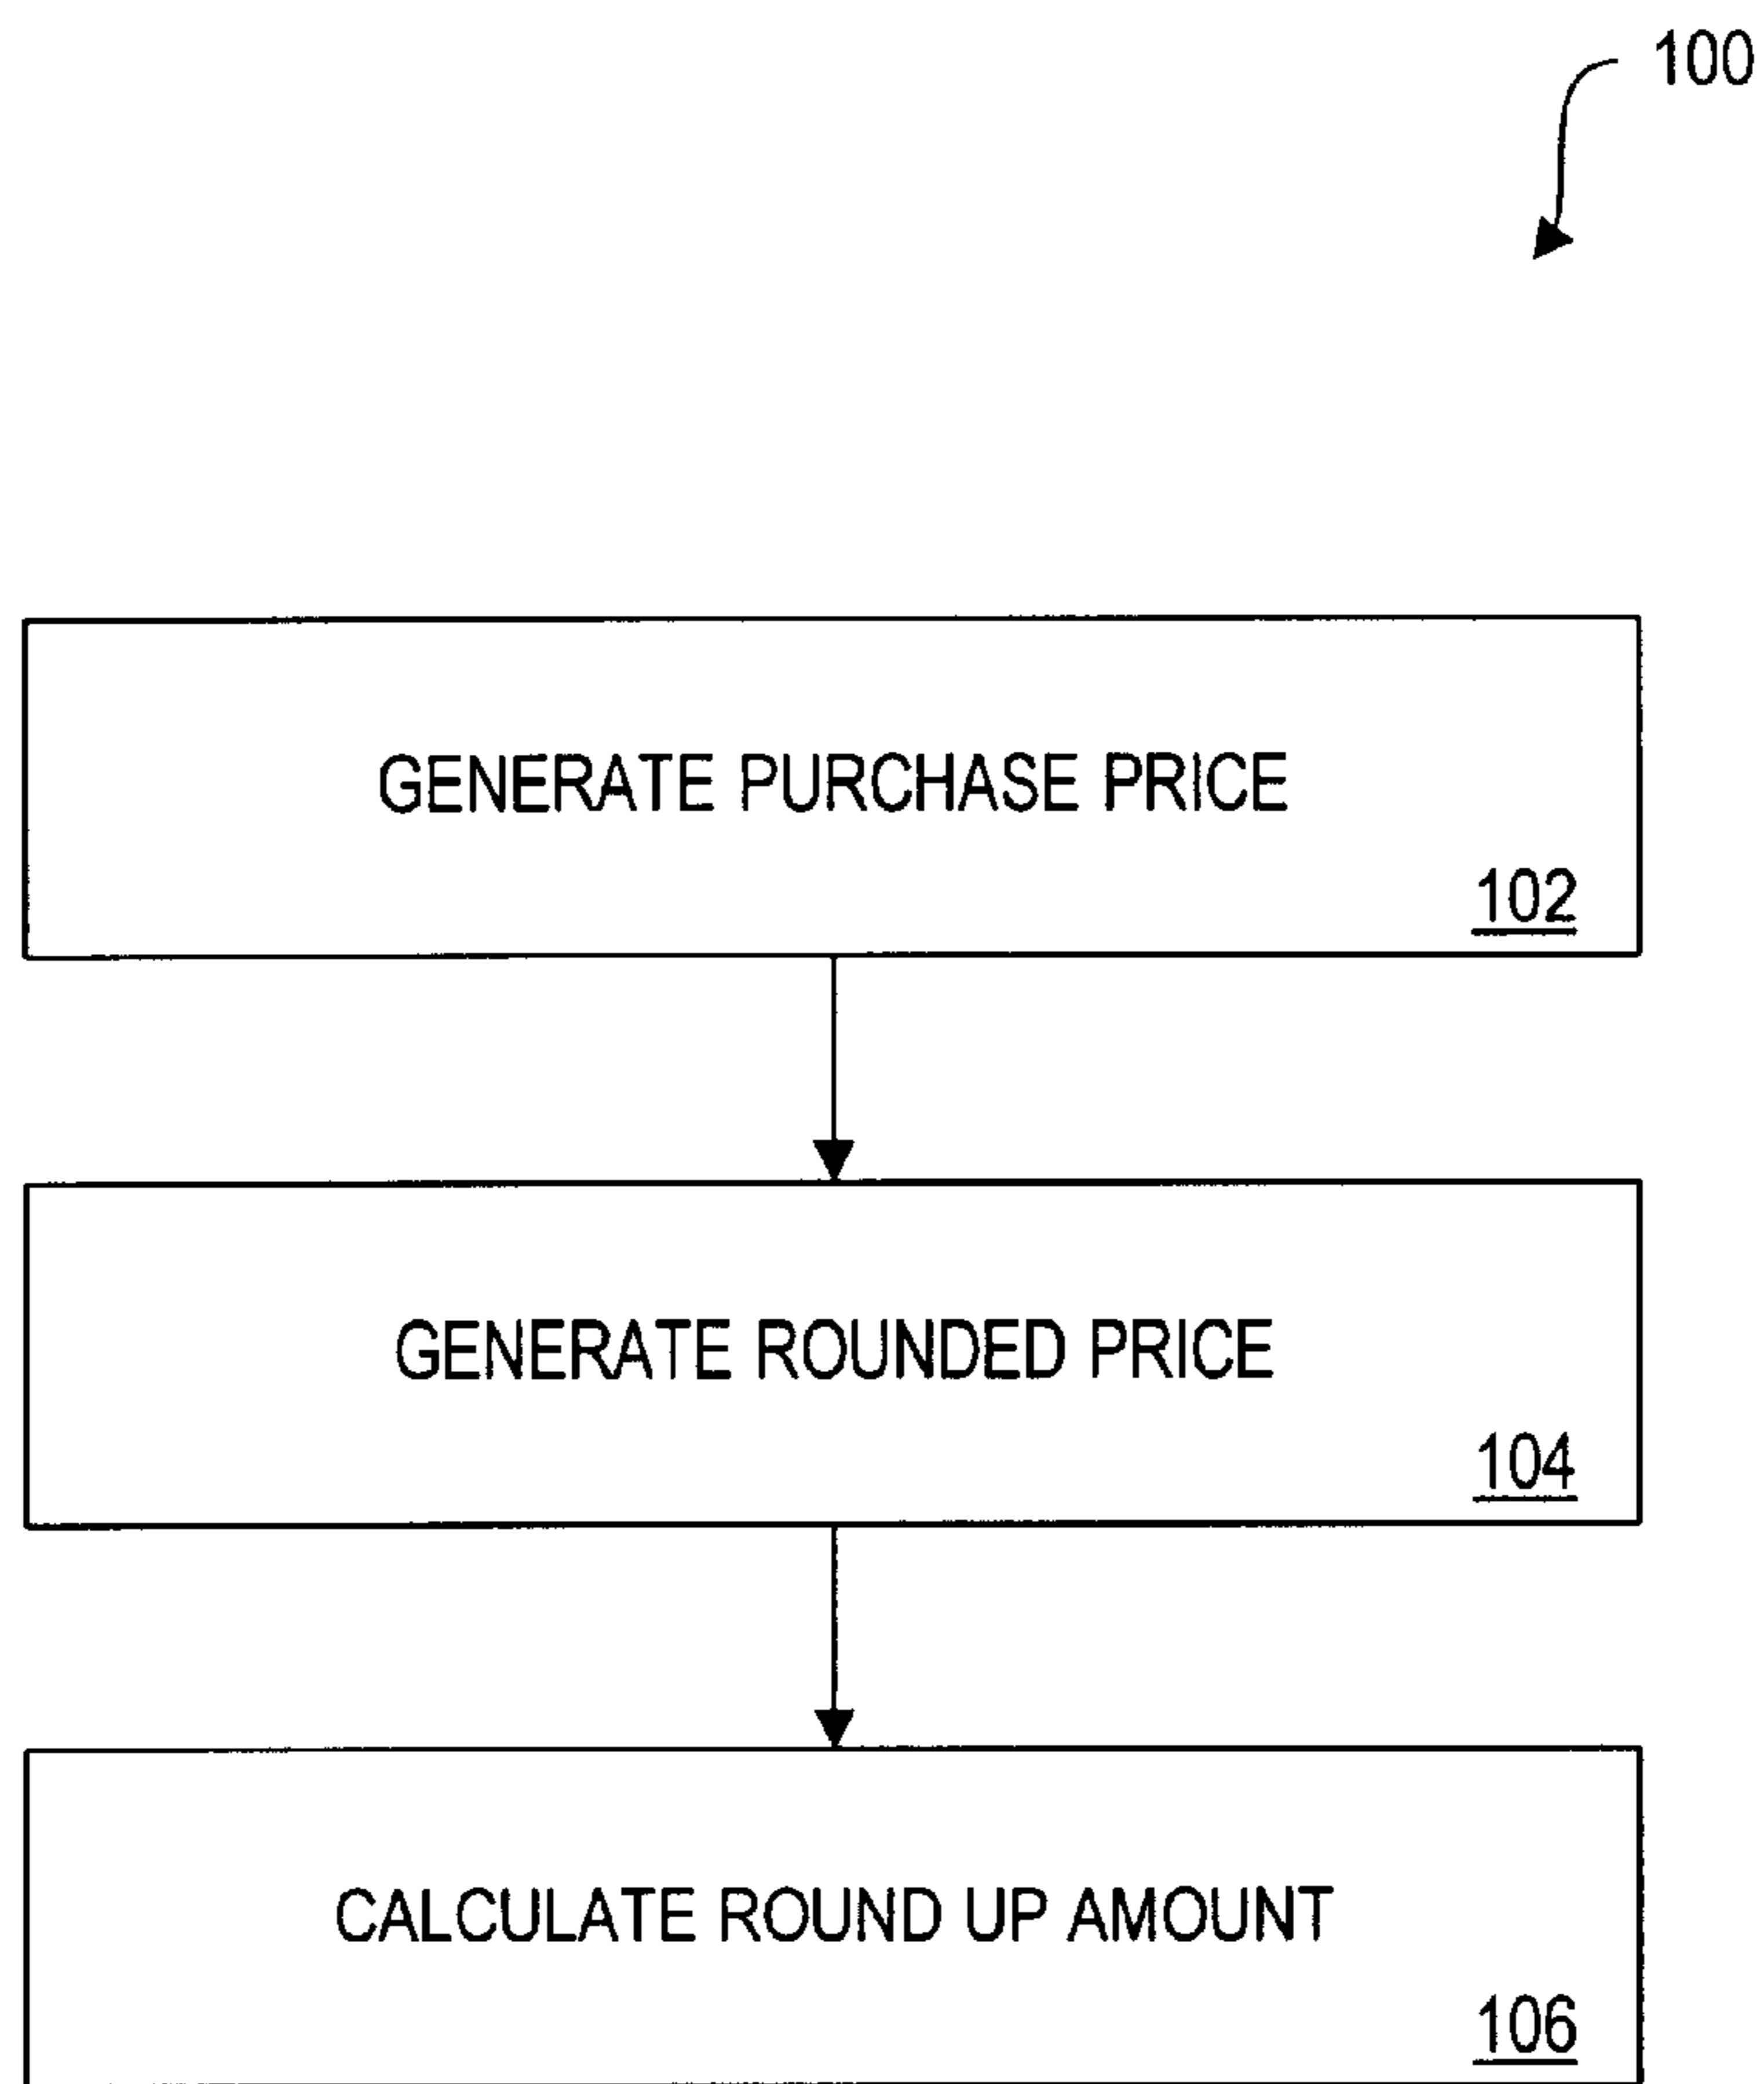 100
GENERATE PURCHASE PRICE
102
GENERATE ROUNDED PRICE
104
CALCULATE ROUND UP AMOUNT
106